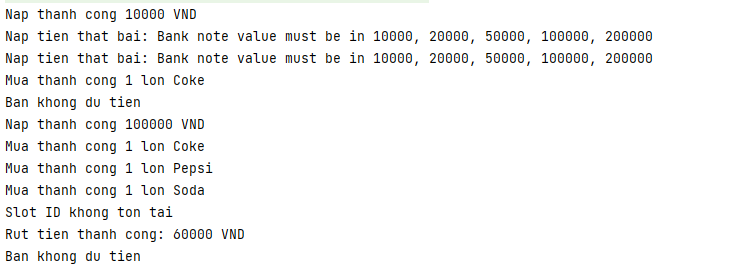 Nap thanh cong 10000 VND
Nap tien that bai: Bank note value must be in 10000, 20000, 50000, 100000, 200000
Nap tien that bai: Bank note value must be in 10000, 20000, 50000, 100000, 200000
Mua thanh cong 1 lon Coke
Ban khong du tien
Nap thanh cong 100000 VND
Mua thanh cong 1 lon Coke
Mua thanh cong 1 lon Pepsi
Mua thanh cong 1 lon Soda
Slot ID khong ton tai
Rut tien thanh cong: 60000 VND
Ban khong du tien